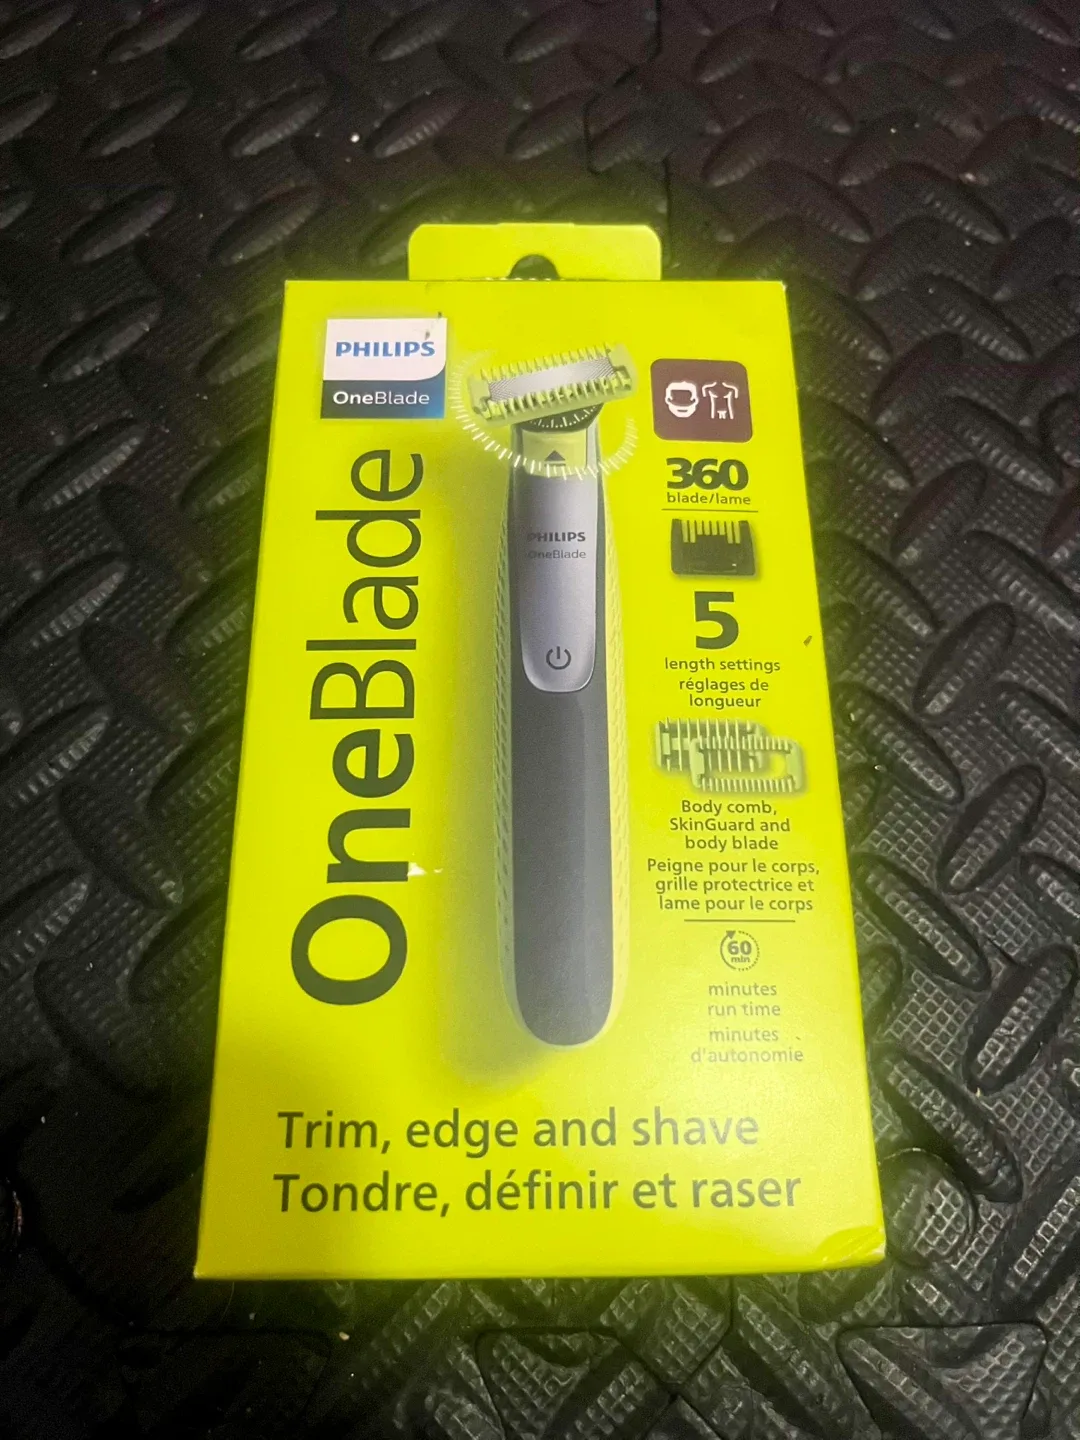 PHILIPS
OneBlade
OneBlade
PHILIPS
OneBlade
360
blade/lame
5
length settings
réglages de
longueur
Body comb,
SkinGuard and
body blade
Peigne pour le corps,
grille protectrice et
lame pour le corps
60
min
minutes
run time
minutes
d'autonomie
Trim, edge and shave
Tondre, définir et raser